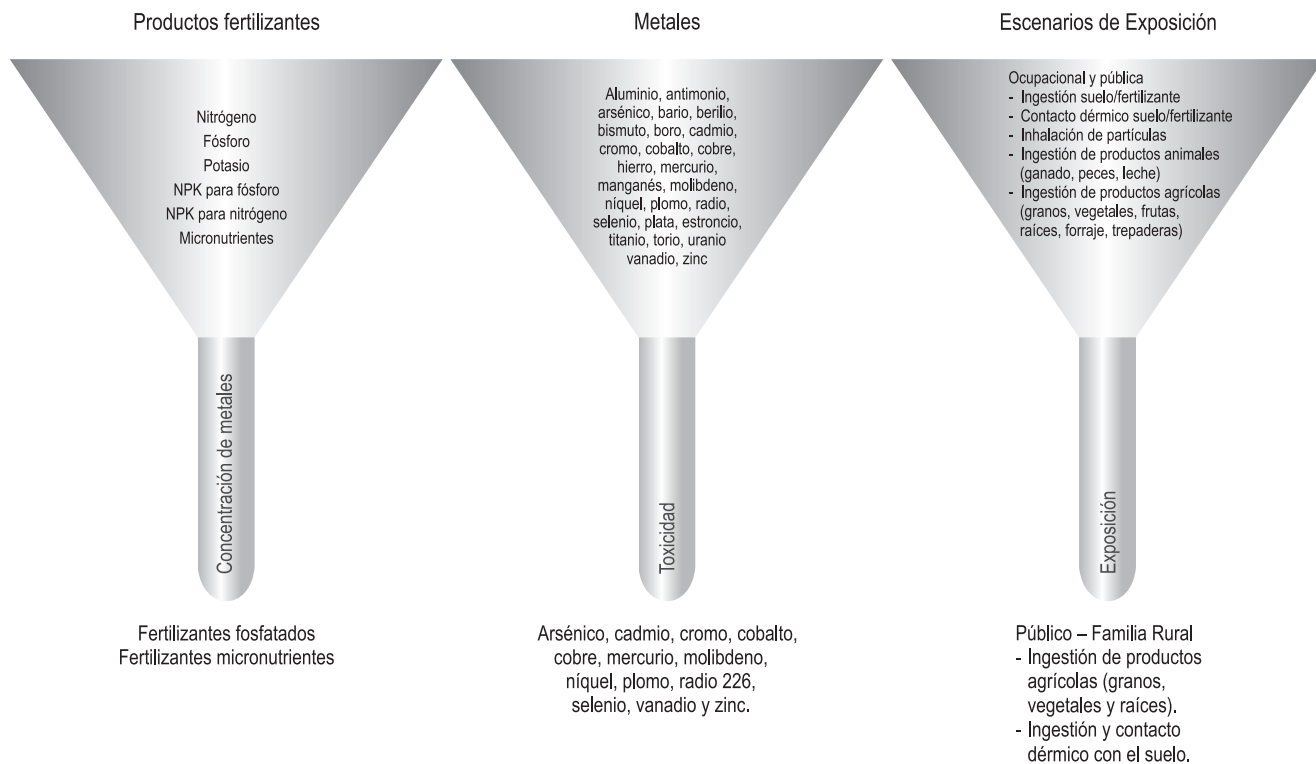 Productos fertilizantes
Nitrógeno
Fósforo
Potasio
NPK para fósforo
NPK para nitrógeno
Micronutrientes
Concentración de metales
Fertilizantes fosfatados
Fertilizantes micronutrientes
Metales
Aluminio, antimonio,
arsénico, bario, berilio,
bismuto, boro, cadmio,
cromo, cobalto, cobre,
hierro, mercurio,
manganés, molibdeno,
níquel, plomo, radio,
selenio, plata, estroncio,
titanio, torio, uranio
vanadio, zinc
Toxicidad
Arsénico, cadmio, cromo, cobalto,
cobre, mercurio, molibdeno,
níquel, plomo, radio 226,
selenio, vanadio y zinc.
Escenarios de Exposición
Ocupacional y pública
- Ingestión suelo/fertilizante
- Contacto dérmico suelo/fertilizante
- Inhalación de partículas
- Ingestión de productos animales
(ganado, peces, leche)
- Ingestión de productos agrícolas
(granos, vegetales, frutas,
raíces, forraje, trepaderas)
Exposición
Público – Familia Rural
- Ingestión de productos
agrícolas (granos,
vegetales y raíces).
- Ingestión y contacto
dérmico con el suelo.